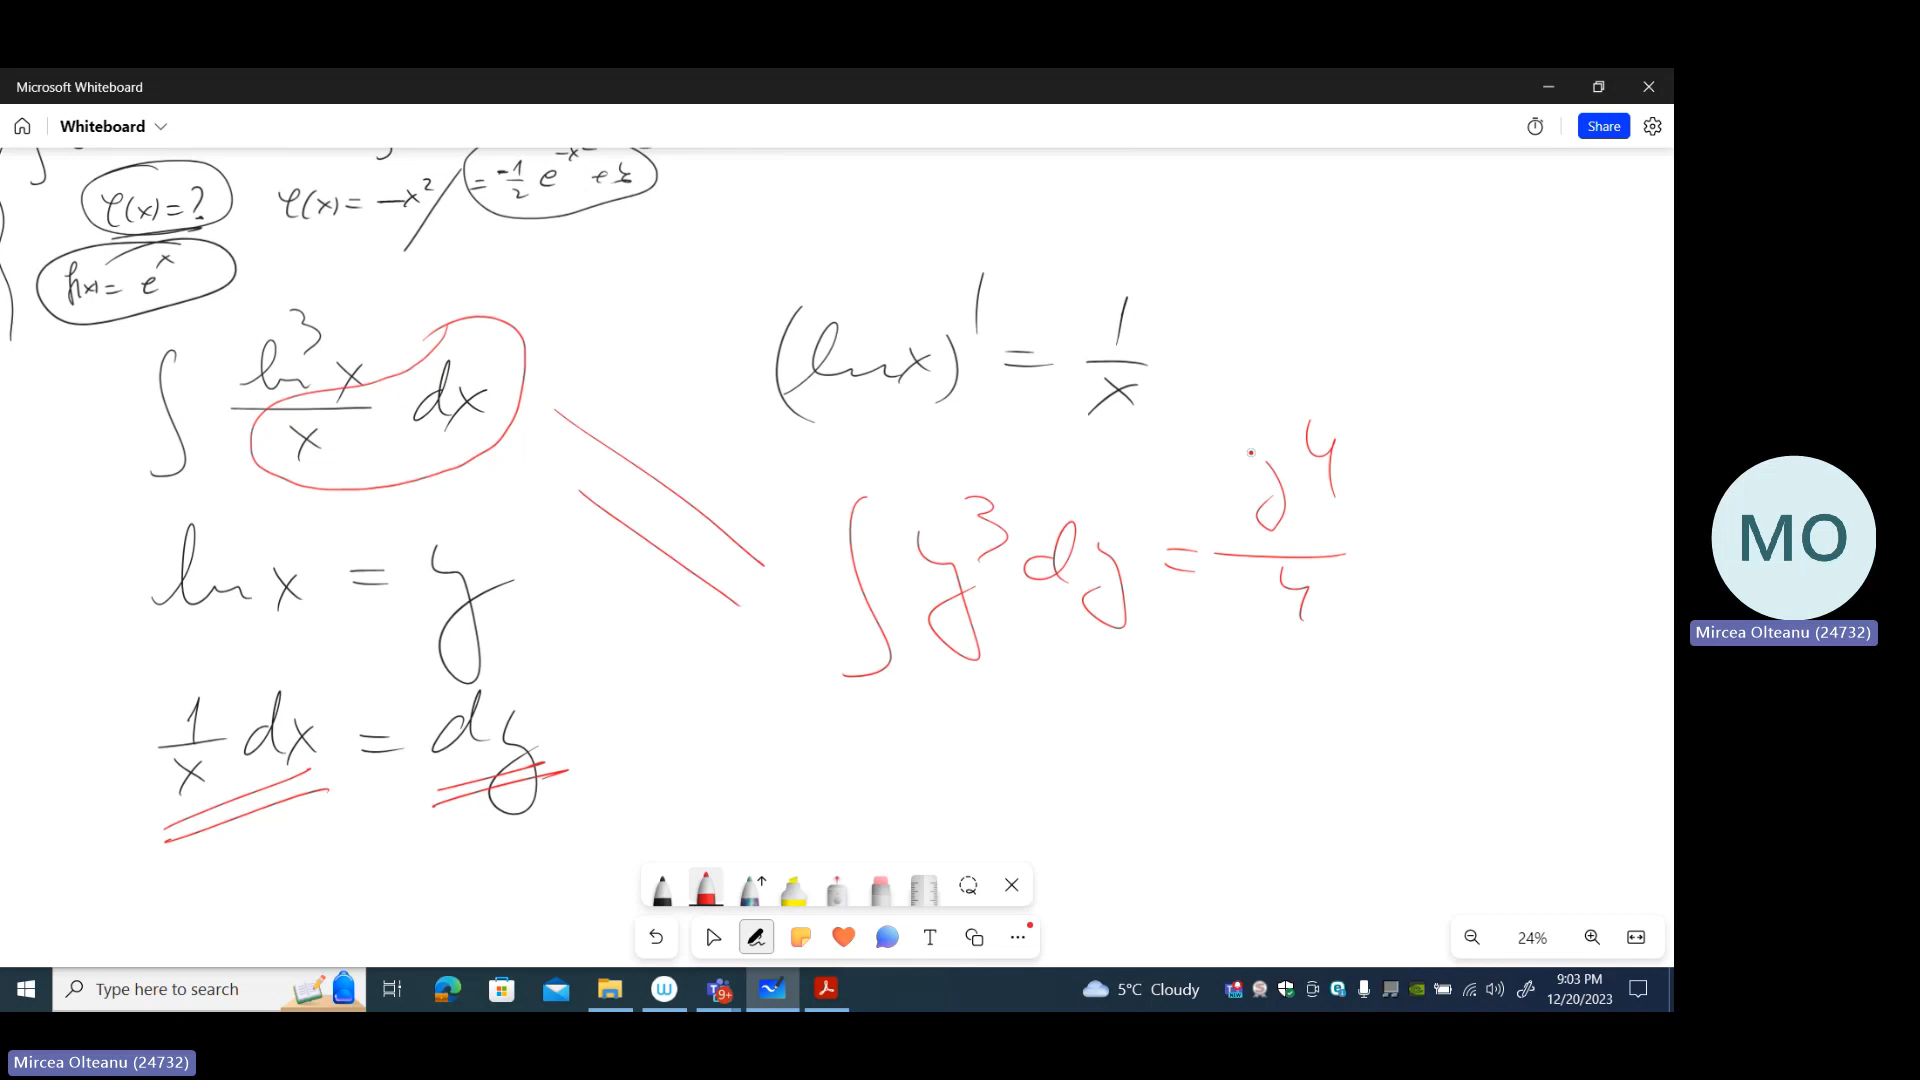 Microsoft Whiteboard
Whiteboard
Share
φ(x)=?
φ(x)= -x²
= -1/2 e^-x² + C
f(x)= e^x
∫ ln³x / x dx
(ln x)' = 1/x
ln x = y
∫ y³ dy = y⁴/4
1/x dx = dy
MO
Mircea Olteanu (24732)
24%
Type here to search
9+
5°C Cloudy
9:03 PM
12/20/2023
Mircea Olteanu (24732)